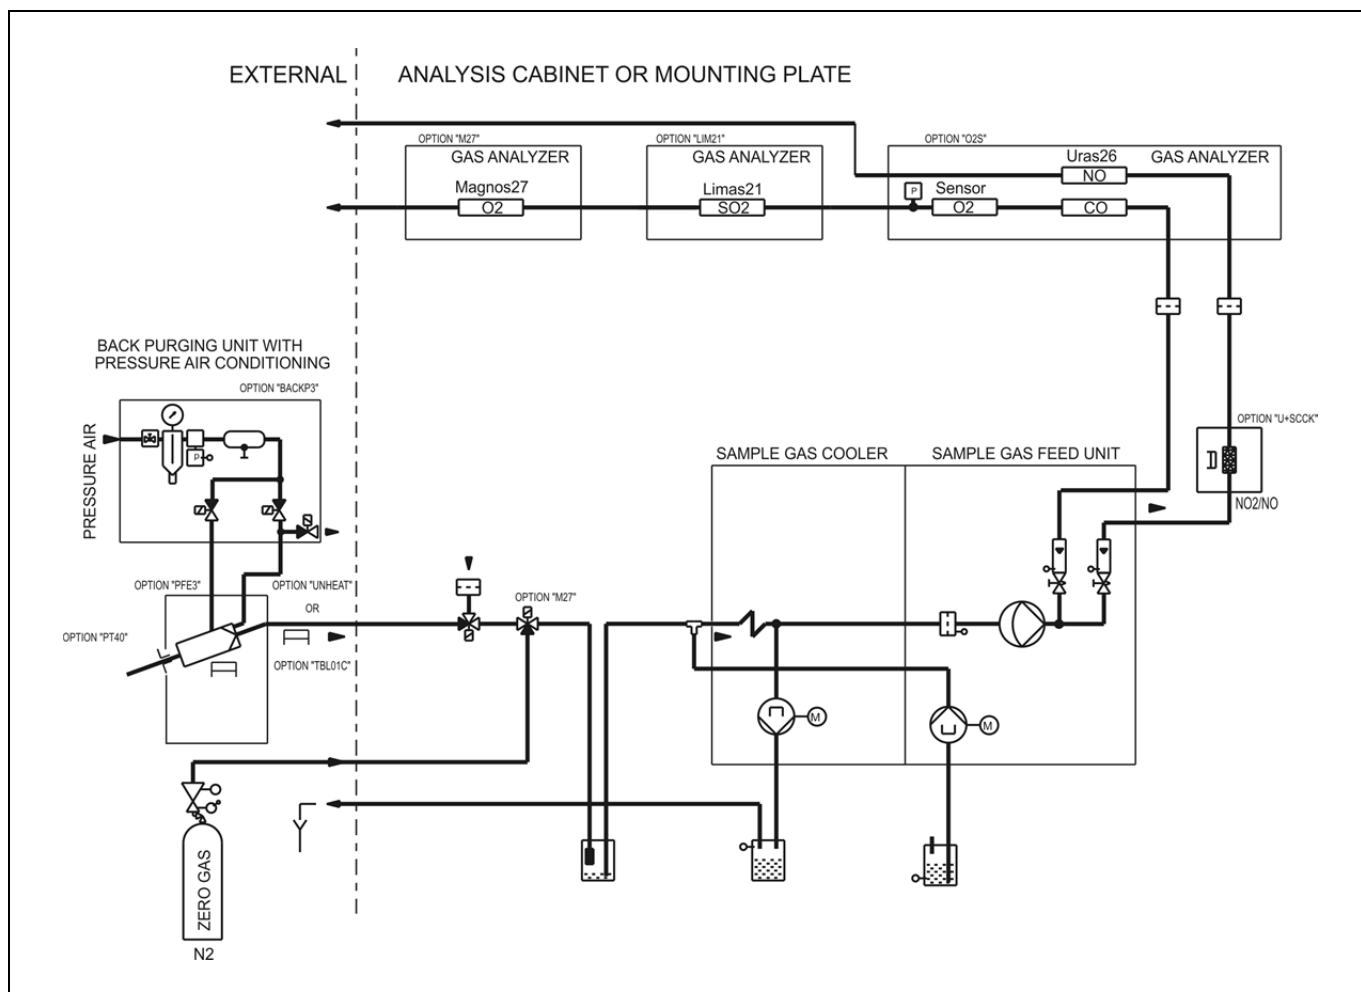 EXTERNAL
ANALYSIS CABINET OR MOUNTING PLATE
OPTION "M27"
OPTION "LIM21"
OPTION "O2S"
GAS ANALYZER
GAS ANALYZER
Uras26
GAS ANALYZER
NO
Magnos27
Limas21
P
Sensor
O2
SO2
O2
CO
BACK PURGING UNIT WITH
PRESSURE AIR CONDITIONING
OPTION "BACKP3"
PRESSURE AIR
P
OPTION "U+SCCK"
SAMPLE GAS COOLER
SAMPLE GAS FEED UNIT
NO2/NO
OPTION "PFE3"
OPTION "UNHEAT"
OR
OPTION "M27"
OPTION "PT40"
OPTION "TBL01C"
M
M
ZERO GAS
N2